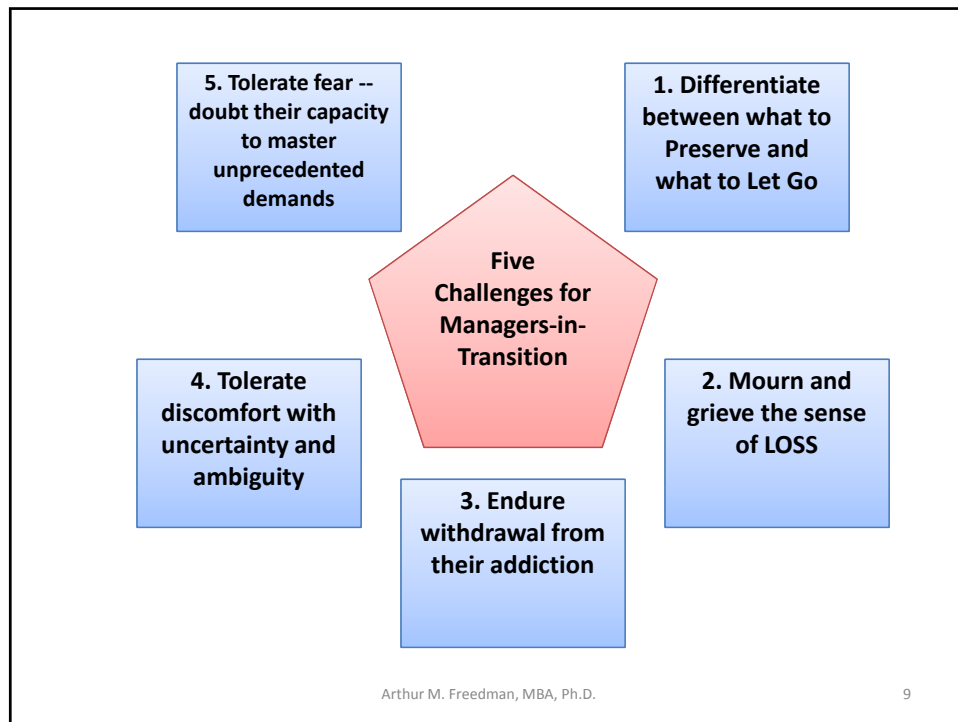 Five
Challenges for
Managers-in-
Transition
1. Differentiate
between what to
Preserve and
what to Let Go
2. Mourn and
grieve the sense
of LOSS
3. Endure
withdrawal from
their addiction
4. Tolerate
discomfort with
uncertainty and
ambiguity
5. Tolerate fear --
doubt their capacity
to master
unprecedented
demands
Arthur M. Freedman, MBA, Ph.D.
9